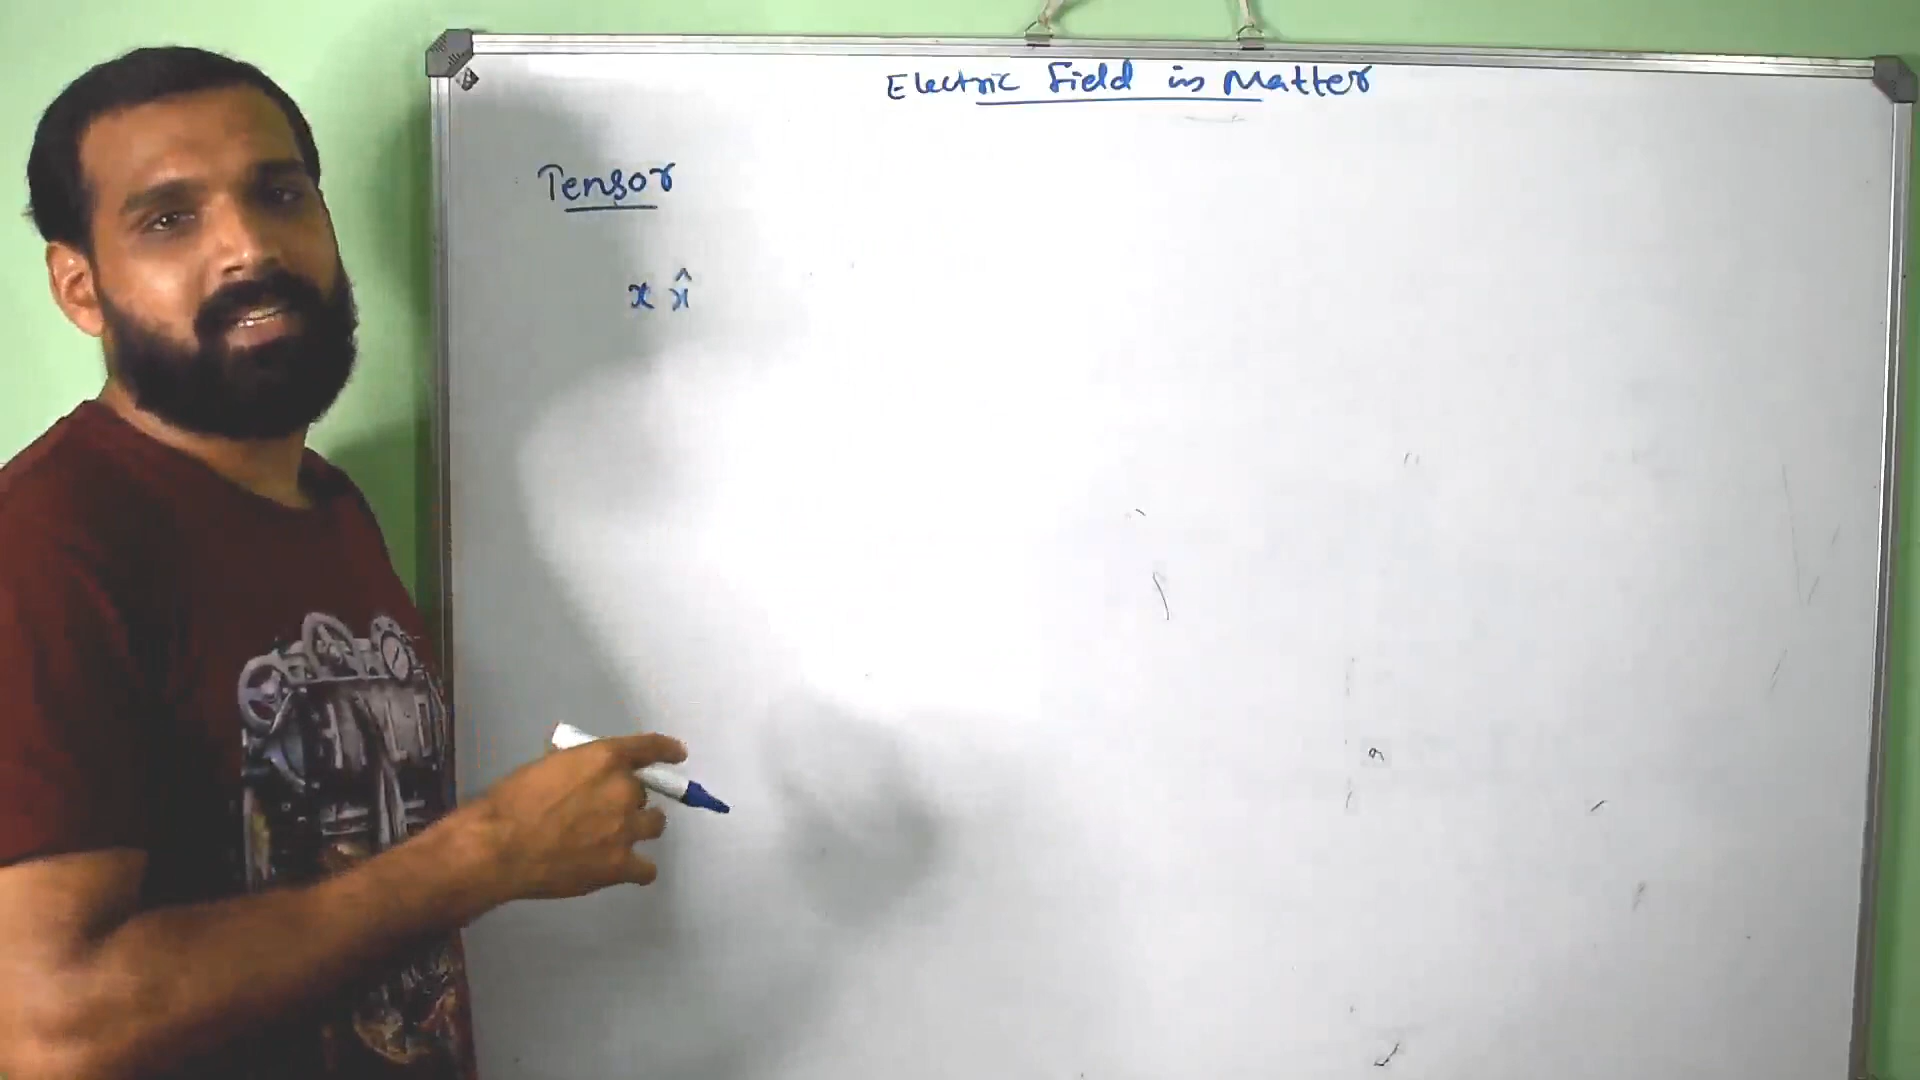 Electric Field in Matter
Tensor
x x̂